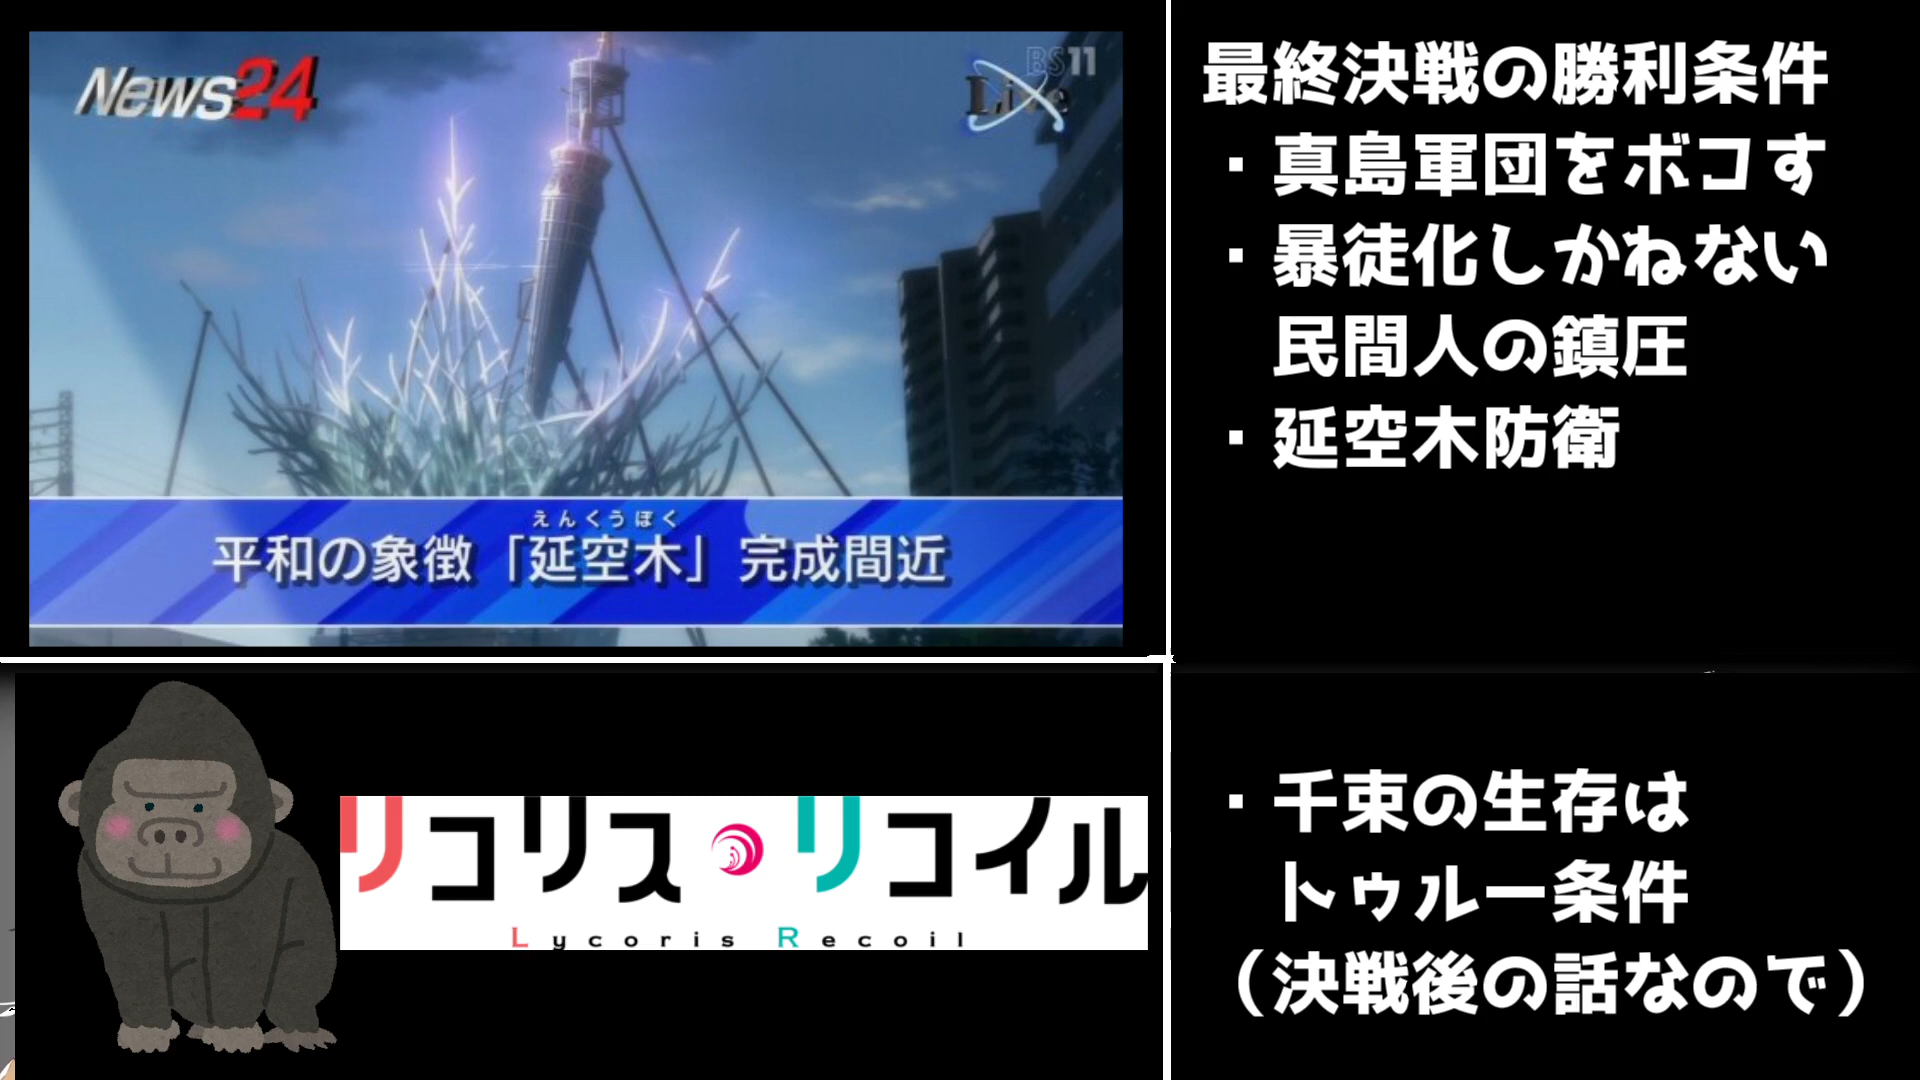 News24
BS11
Live
えんくうぼく
平和の象徴「延空木」完成間近
最終決戦の勝利条件
・真島軍団をボコす
・暴徒化しかねない
民間人の鎮圧
・延空木防衛
リコリス・リコイル
Lycoris Recoil
・千束の生存は
トゥルー条件
（決戦後の話なので）